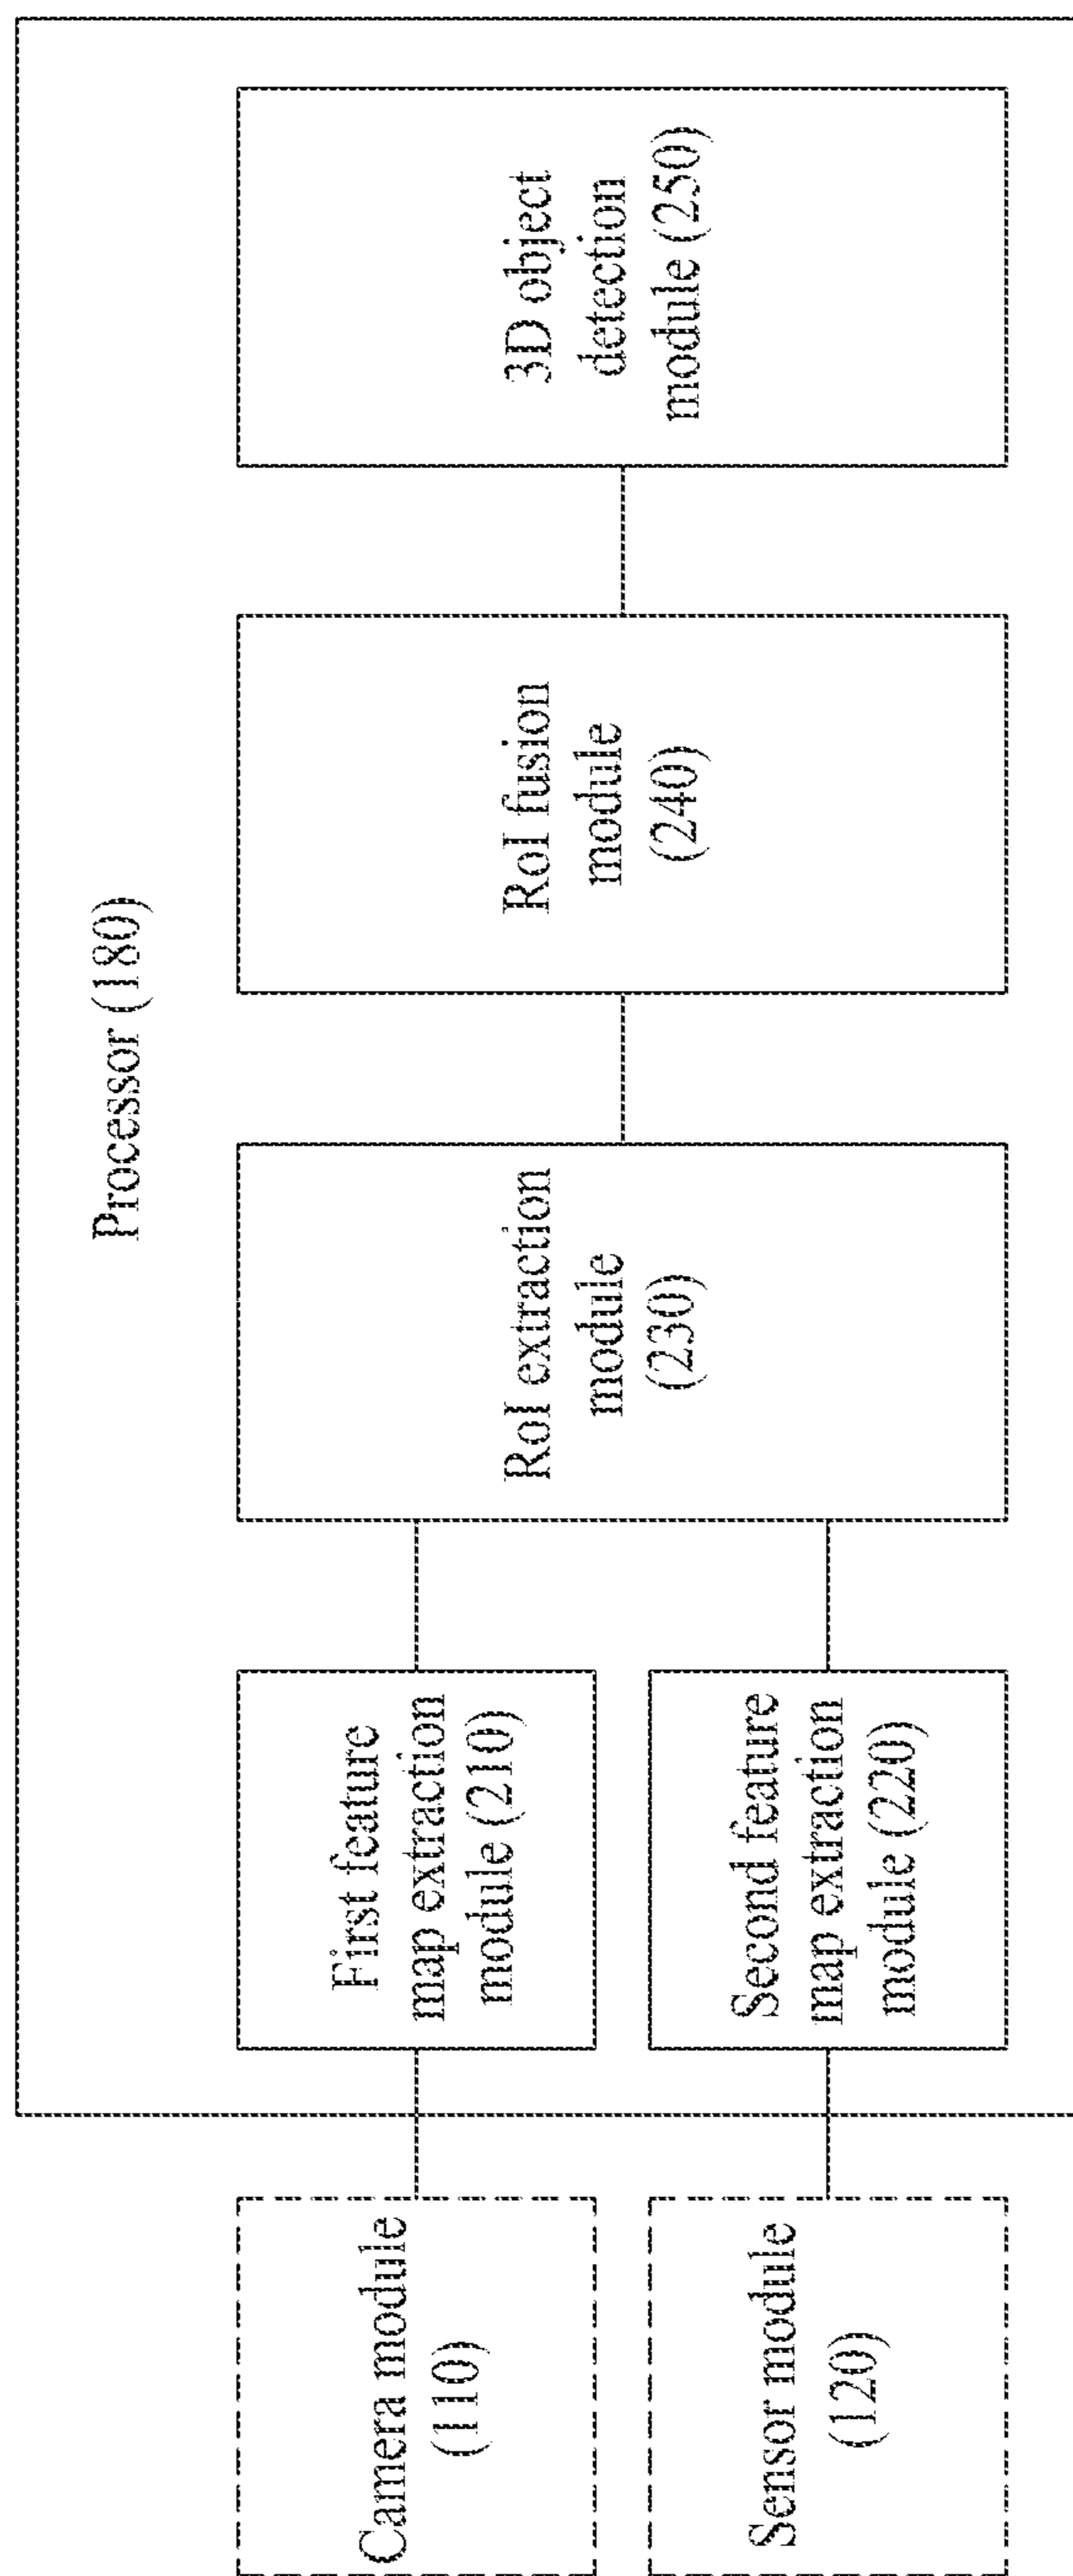 Processor (180)
Camera module
(110)
First feature
map extraction
module (210)
Sensor module
(120)
Second feature
map extraction
module (220)
RoI extraction
module
(230)
RoI fusion
module
(240)
3D object
detection
module (250)